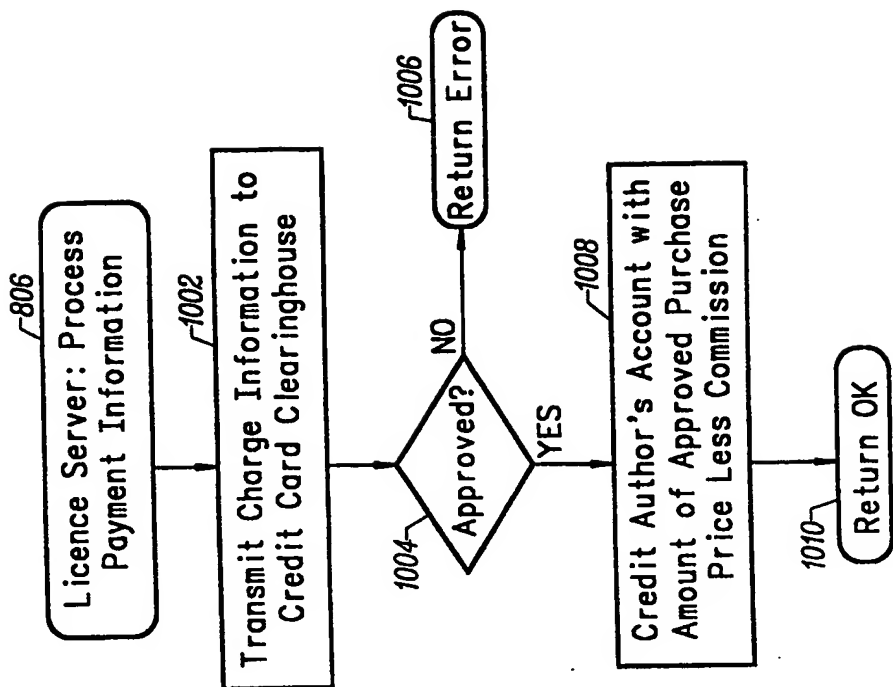 806
Licence Server: Process
Payment Information
1002
Transmit Charge Information to
Credit Card Clearinghouse
1004
Approved?
NO
1006
Return Error
YES
1008
Credit Author's Account with
Amount of Approved Purchase
Price Less Commission
1010
Return OK